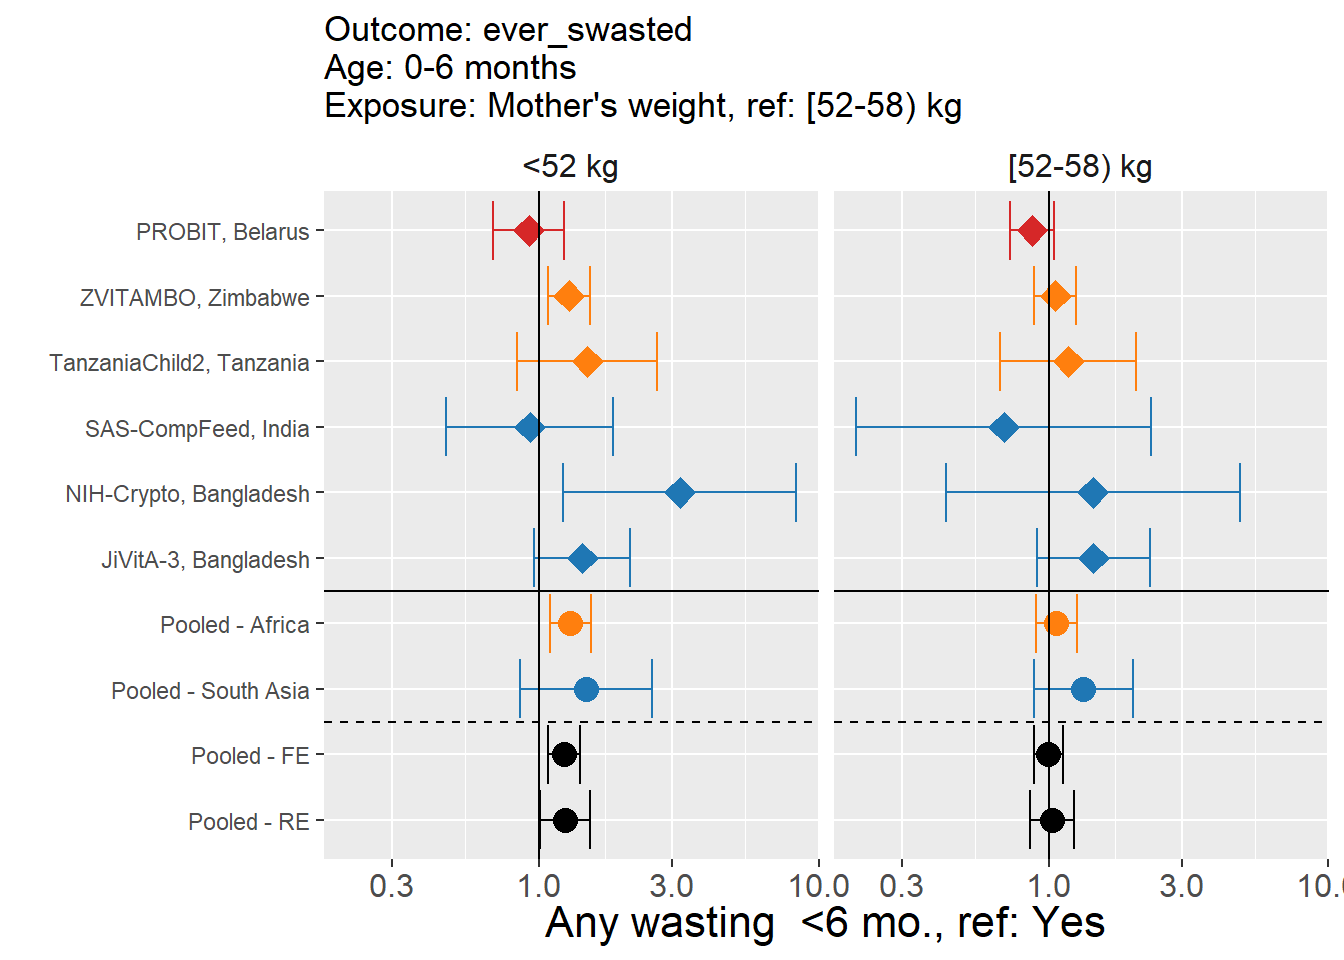 Outcome: ever_swasted
Age: 0-6 months
Exposure: Mother's weight, ref: [52-58) kg
<52 kg
[52-58) kg
PROBIT, Belarus
ZVITAMBO, Zimbabwe
TanzaniaChild2, Tanzania
SAS-CompFeed, India
NIH-Crypto, Bangladesh
JiVitA-3, Bangladesh
Pooled - Africa
Pooled - South Asia
Pooled - FE
Pooled - RE
0.3 1.0 3.0 10.0 0.3 1.0 3.0 10.0
Any wasting  <6 mo., ref: Yes